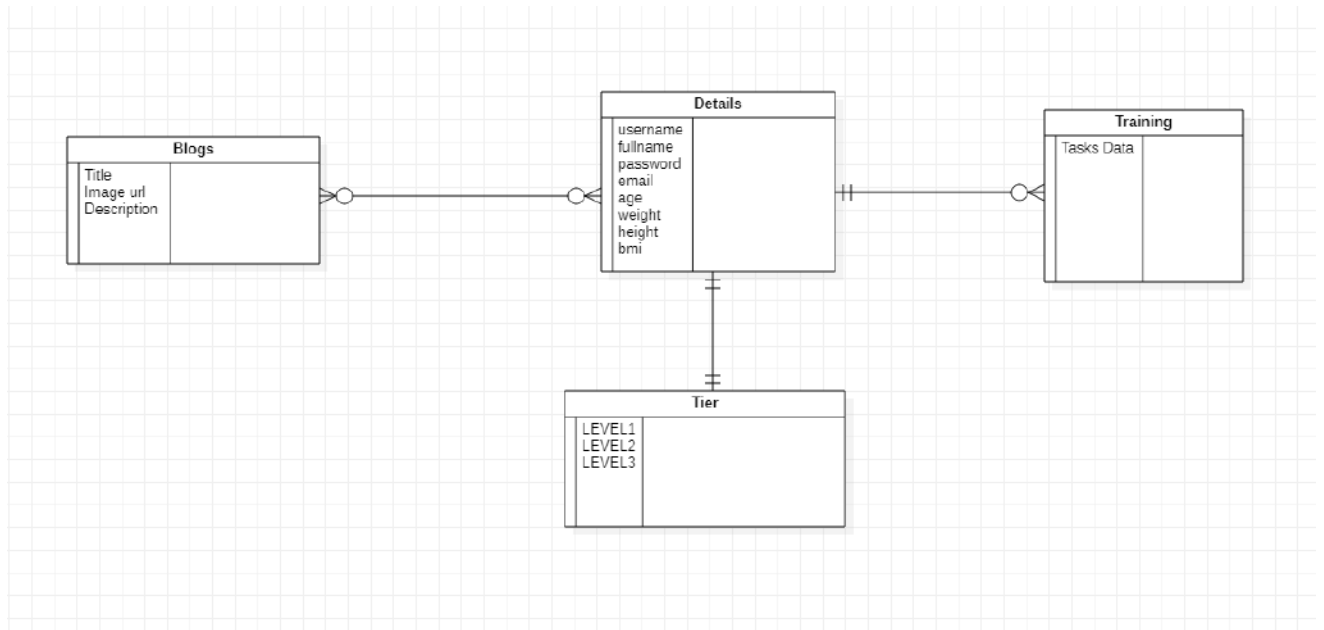 Blogs
Title
Image url
Description
Details
username
fullname
password
email
age
weight
height
bmi
Training
Tasks Data
Tier
LEVEL1
LEVEL2
LEVEL3